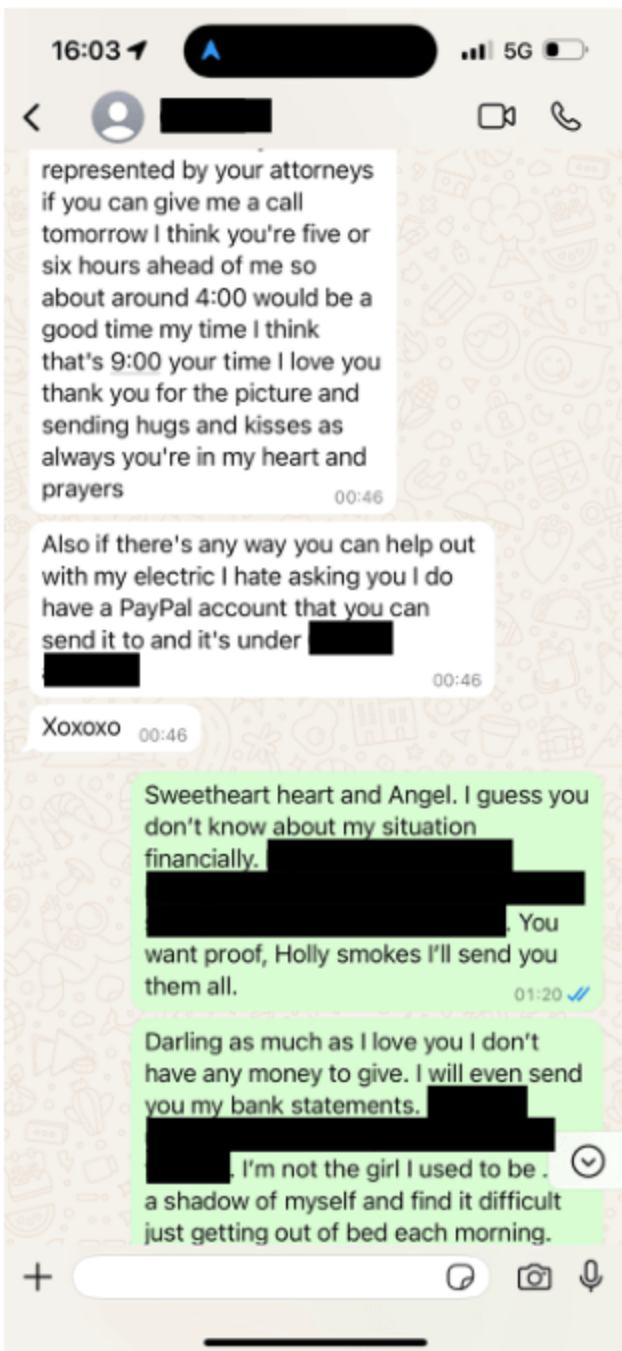 16:03
5G
represented by your attorneys
if you can give me a call
tomorrow I think you're five or
six hours ahead of me so
about around 4:00 would be a
good time my time I think
that's 9:00 your time I love you
thank you for the picture and
sending hugs and kisses as
always you're in my heart and
prayers 00:46
Also if there's any way you can help out
with my electric I hate asking you I do
have a PayPal account that you can
send it to and it's under
00:46
Xoxoxo 00:46
Sweetheart heart and Angel. I guess you
don't know about my situation
financially.
. You
want proof, Holly smokes I'll send you
them all. 01:20
Darling as much as I love you I don't
have any money to give. I will even send
you my bank statements.
. I'm not the girl I used to be .
a shadow of myself and find it difficult
just getting out of bed each morning.